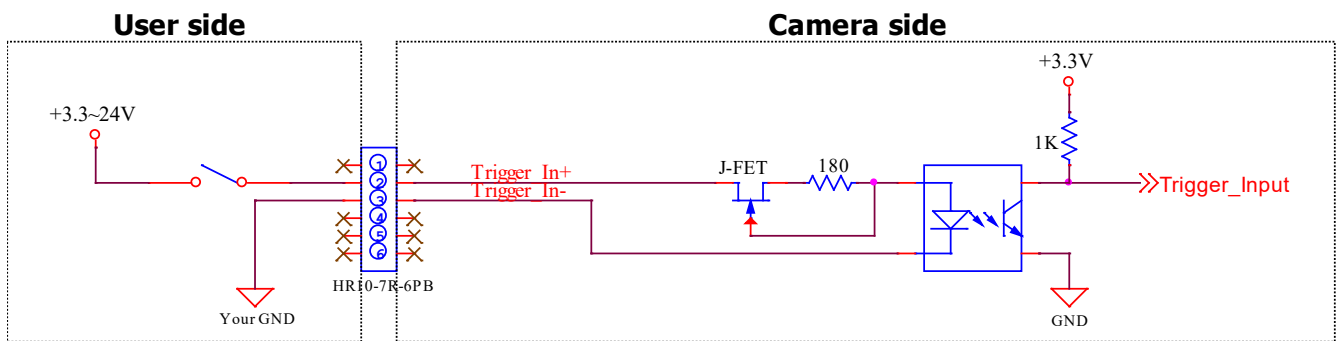 User side
Camera side
+3.3V
+3.3~24V
1K
1
Trigger_In+
J-FET
180
2
Trigger_In-
Trigger_Input
3
4
5
6
HR10-7R-6PB
Your GND
GND